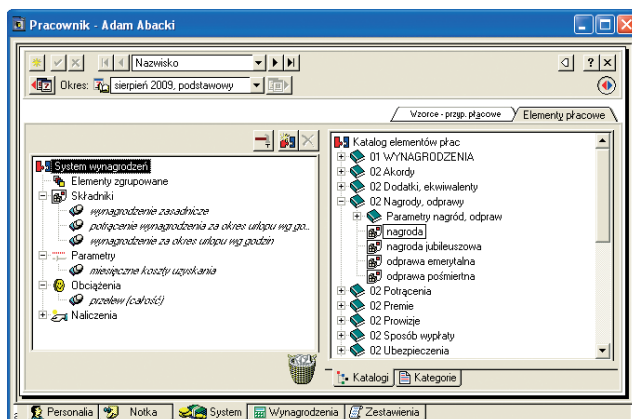 Pracownik - Adam Abacki
Nazwisko
Okres: sierpień 2009, podstawowy
Wzorce - przyp. płacowe Elementy płacowe
System wynagrodzeń
Elementy zgrupowane
Składniki
wynagrodzenie zasadnicze
potrącenie wynagrodzenia za okres urlopu wg go..
wynagrodzenie za okres urlopu wg godzin
Parametry
miesięczne koszty uzyskania
Obciążenia
przelew (całość)
Naliczenia
Katalog elementów płac
01 WYNAGRODZENIA
02 Akordy
02 Dodatki, ekwiwalenty
02 Nagrody, odprawy
Parametry nagród, odpraw
nagroda
nagroda jubileuszowa
odprawa emerytalna
odprawa pośmiertna
02 Potrącenia
02 Premie
02 Prowizje
02 Sposób wypłaty
02 Ubezpieczenia
Katalogi Kategorie
Personalia Notka System Wynagrodzenia Zestawienia